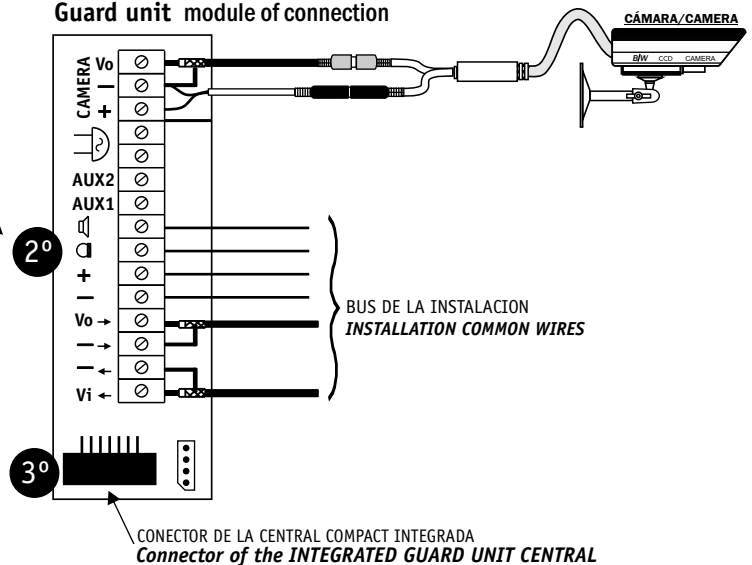 Guard unit module of connection
CÁMARA/CAMERA
B/W CCD CAMERA
CAMERA
Vo
—
+
AUX2
AUX1
2º
+
—
Vo →
— →
— ←
Vi ←
BUS DE LA INSTALACION
INSTALLATION COMMON WIRES
3º
CONECTOR DE LA CENTRAL COMPACT INTEGRADA
Connector of the INTEGRATED GUARD UNIT CENTRAL